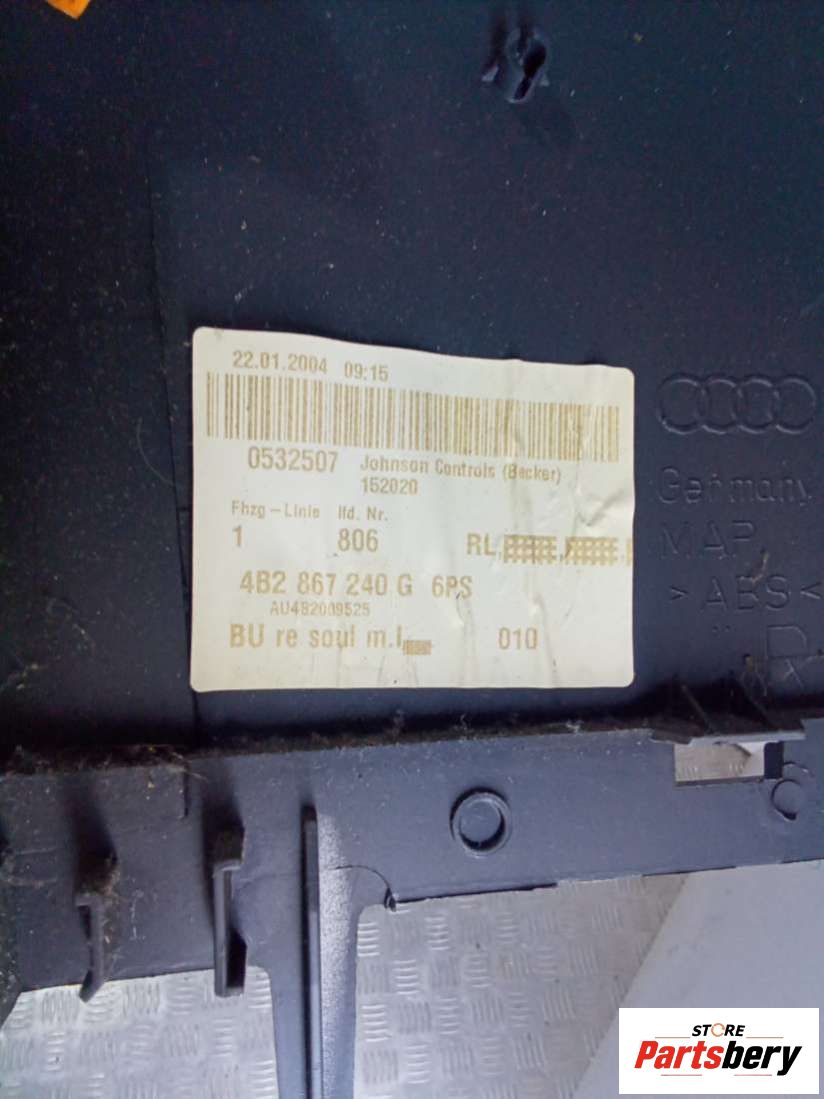 22.01.2004 09:15
0532507 Johnson Controls (Becker)
152020
Fhzg-Linie lfd. Nr.
1 806 RL
4B2 867 240 G 6PS
AU4B2009525
BU re soul m.l. 010
Germany
MAP
>ABS<
R
STORE
Partsbery